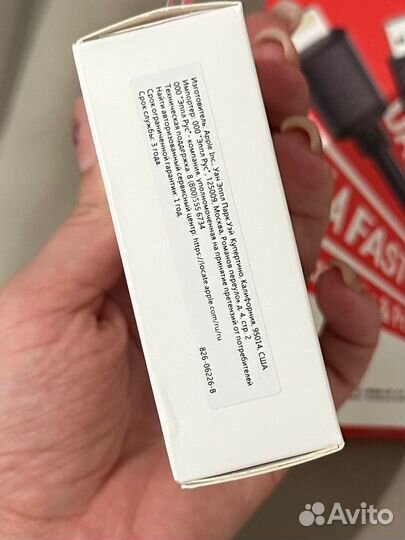 Изготовитель: Apple Inc., Уан Эппл Парк Уэй Купертино, Калифорния, 95014, США
Импортер: ООО "Эппл Рус", 125009, Москва, Романов переулок Д. 4, стр. 2
ООО "Эппл Рус" - компания, уполномоченная на принятие претензий от потребителей
Техническая поддержка: 8 (800)555 6734
Найти авторизованный сервисный центр: https://locate.apple.com/ru/ru
Срок ограниченной гарантии: 1 год.
Срок службы: 3 года.
826-06226-B
A FAS
Avito